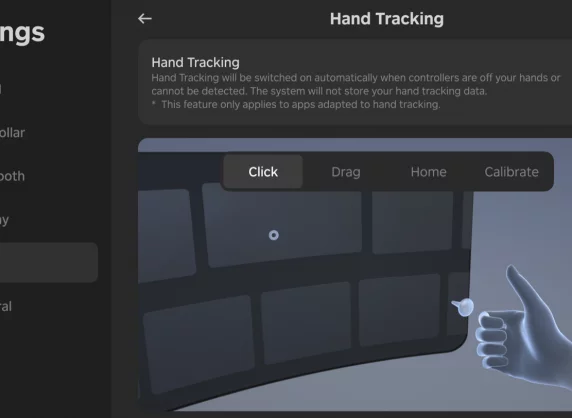 ngs
Hand Tracking
Hand Tracking
Hand Tracking will be switched on automatically when controllers are off your hands or
cannot be detected. The system will not store your hand tracking data.
* This feature only applies to apps adapted to hand tracking.
ollar
ooth
ay
ral
Click
Drag
Home
Calibrate